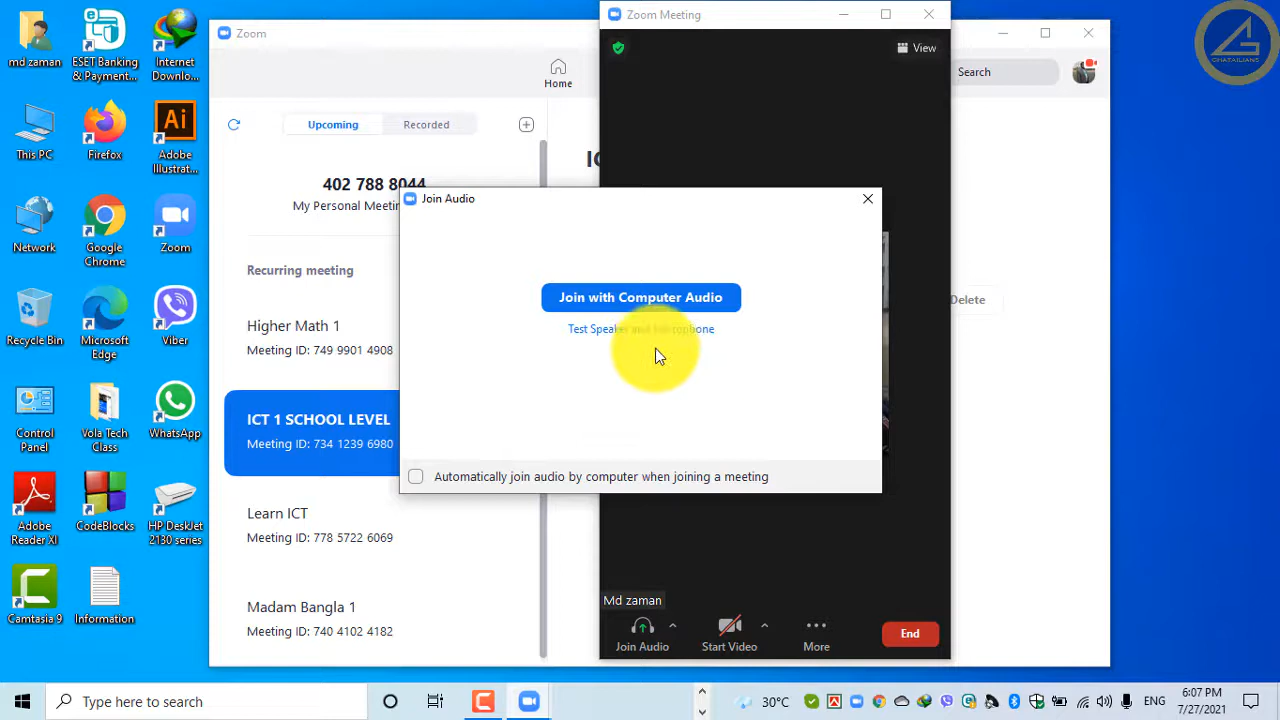 md zaman
ESET Banking
& Payment...
Internet
Downlo...
This PC
Firefox
Adobe
Illustrat...
Network
Google
Chrome
Zoom
Recycle Bin
Microsoft
Edge
Viber
Control
Panel
Vola Tech
Class
WhatsApp
Adobe
Reader XI
CodeBlocks
HP DeskJet
2130 series
Camtasia 9
Information
Zoom
Home
Search
Upcoming
Recorded
402 788 8044
My Personal Meetin
Recurring meeting
Higher Math 1
Meeting ID: 749 9901 4908
ICT 1 SCHOOL LEVEL
Meeting ID: 734 1239 6980
Learn ICT
Meeting ID: 778 5722 6069
Madam Bangla 1
Meeting ID: 740 4102 4182
IC
Delete
Zoom Meeting
View
Join Audio
Join with Computer Audio
Test Speaker and Microphone
Automatically join audio by computer when joining a meeting
Md zaman
Join Audio
Start Video
More
End
GHATAILIANS
Type here to search
30°C
ENG
6:07 PM
7/27/2021